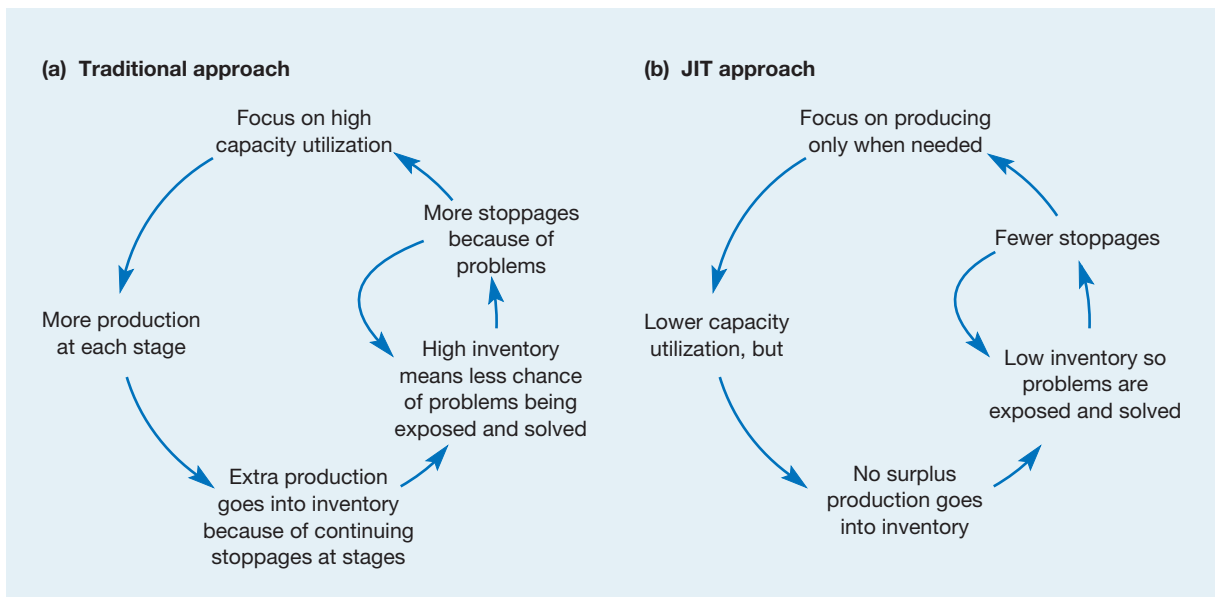 (a) Traditional approach
Focus on high
capacity utilization
More stoppages
because of
problems
More production
at each stage
High inventory
means less chance
of problems being
exposed and solved
Extra production
goes into inventory
because of continuing
stoppages at stages
(b) JIT approach
Focus on producing
only when needed
Fewer stoppages
Lower capacity
utilization, but
Low inventory so
problems are
exposed and solved
No surplus
production goes
into inventory